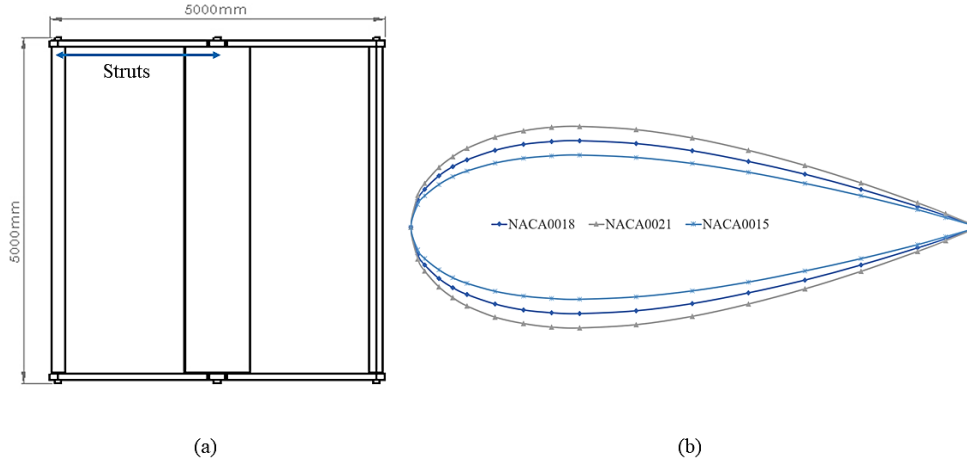 5000mm
Struts
5000mm
NACA0018 NACA0021 NACA0015
(a)
(b)